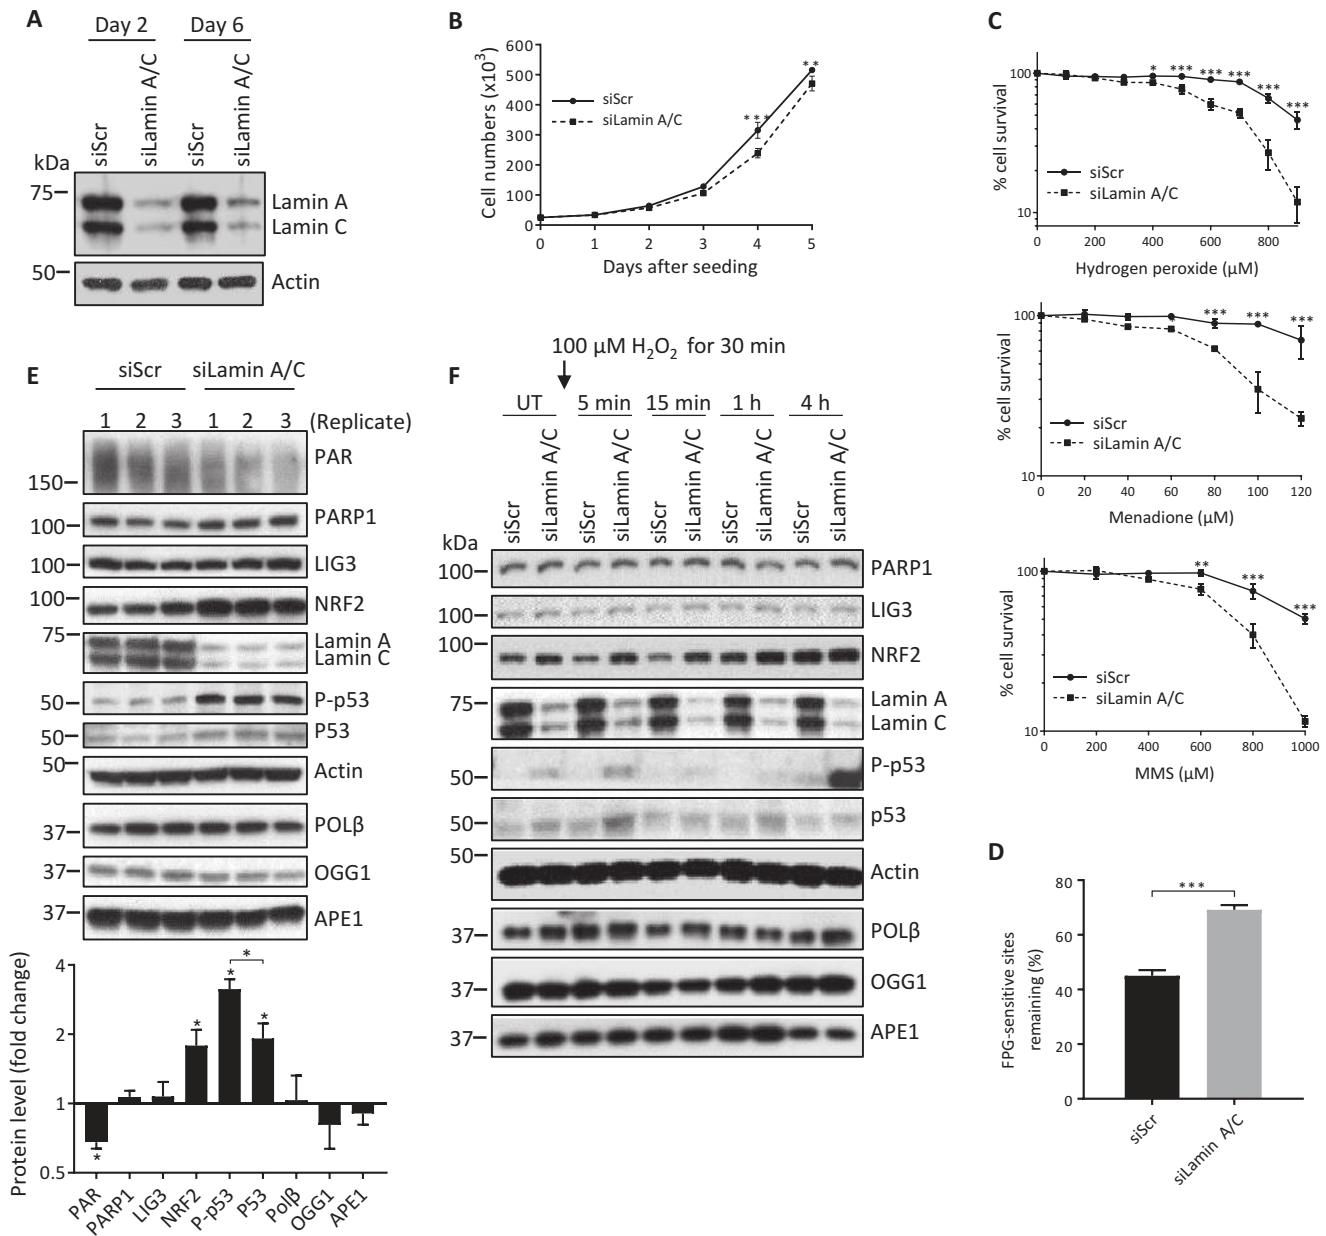 A
Day 2 Day 6
siScr siLamin A/C siScr siLamin A/C
kDa
75
Lamin A
Lamin C
50
Actin
B
600
500
400
300
200
100
0
Cell numbers (x10³)
siScr
siLamin A/C
***
**
0 1 2 3 4 5
Days after seeding
C
100
10
% cell survival
* *** *** *** *** ***
siScr
siLamin A/C
0 200 400 600 800
Hydrogen peroxide (µM)
100
10
% cell survival
* *** *** ***
siScr
siLamin A/C
0 20 40 60 80 100 120
Menadione (µM)
100
10
% cell survival
** *** ***
siScr
siLamin A/C
0 200 400 600 800 1000
MMS (µM)
D
80
60
40
20
0
FPG-sensitive sites
remaining (%)
***
siScr siLamin A/C
E
siScr siLamin A/C
1 2 3 1 2 3 (Replicate)
PAR
150
PARP1
100
LIG3
100
NRF2
100
75
Lamin A
Lamin C
P-p53
50
P53
50
50
Actin
POLβ
37
OGG1
37
APE1
37
4
2
1
0.5
Protein level (fold change)
* * * * *
PAR PARP1 LIG3 NRF2 P-p53 P53 Polβ OGG1 APE1
F
100 µM H₂O₂ for 30 min
UT 5 min 15 min 1 h 4 h
siScr siLamin A/C siScr siLamin A/C siScr siLamin A/C siScr siLamin A/C siScr siLamin A/C
kDa
100
PARP1
100
LIG3
100
NRF2
75
Lamin A
Lamin C
P-p53
50
p53
50
50
Actin
37
POLβ
37
OGG1
37
APE1